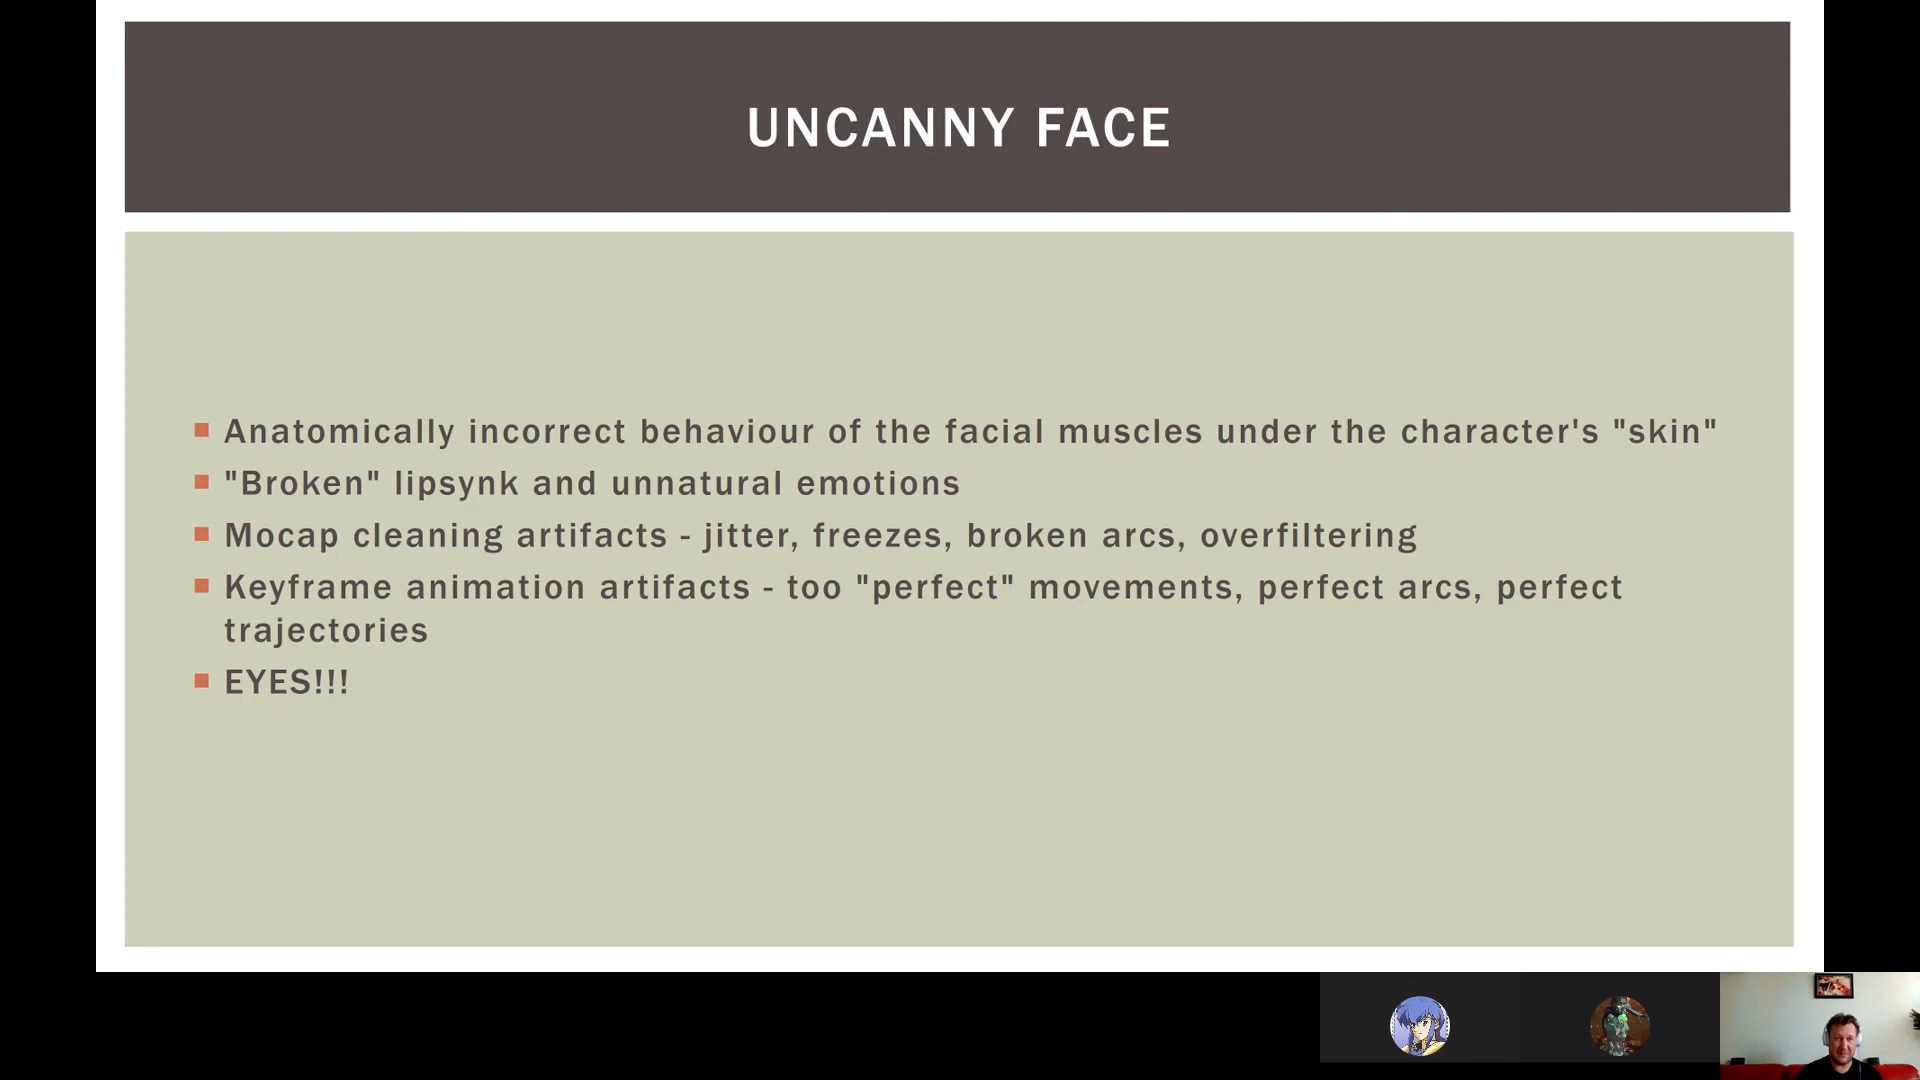 UNCANNY FACE
Anatomically incorrect behaviour of the facial muscles under the character's "skin"
"Broken" lipsynk and unnatural emotions
Mocap cleaning artifacts - jitter, freezes, broken arcs, overfiltering
Keyframe animation artifacts - too "perfect" movements, perfect arcs, perfect
trajectories
EYES!!!